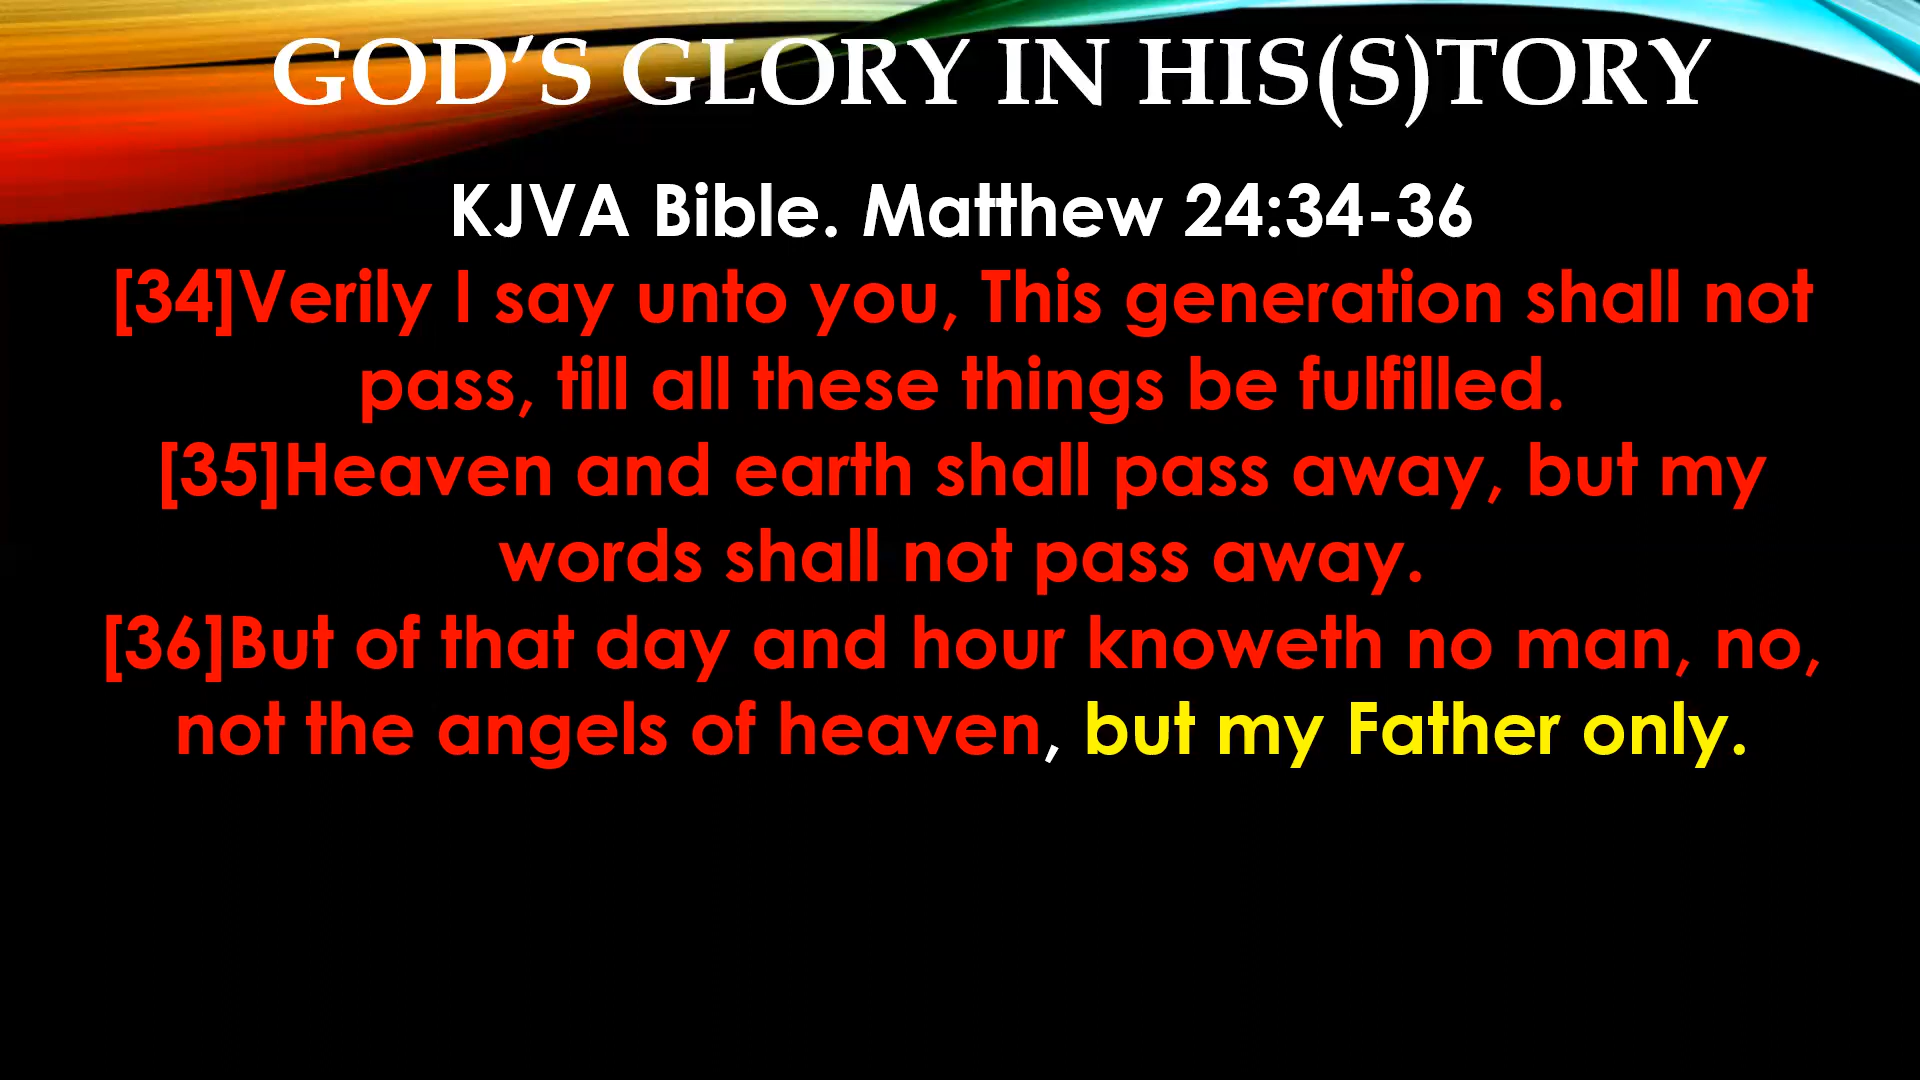 GOD’S GLORY IN HIS(S)TORY
KJVA Bible. Matthew 24:34-36
[34]Verily I say unto you, This generation shall not
pass, till all these things be fulfilled.
[35]Heaven and earth shall pass away, but my
words shall not pass away.
[36]But of that day and hour knoweth no man, no,
not the angels of heaven, but my Father only.